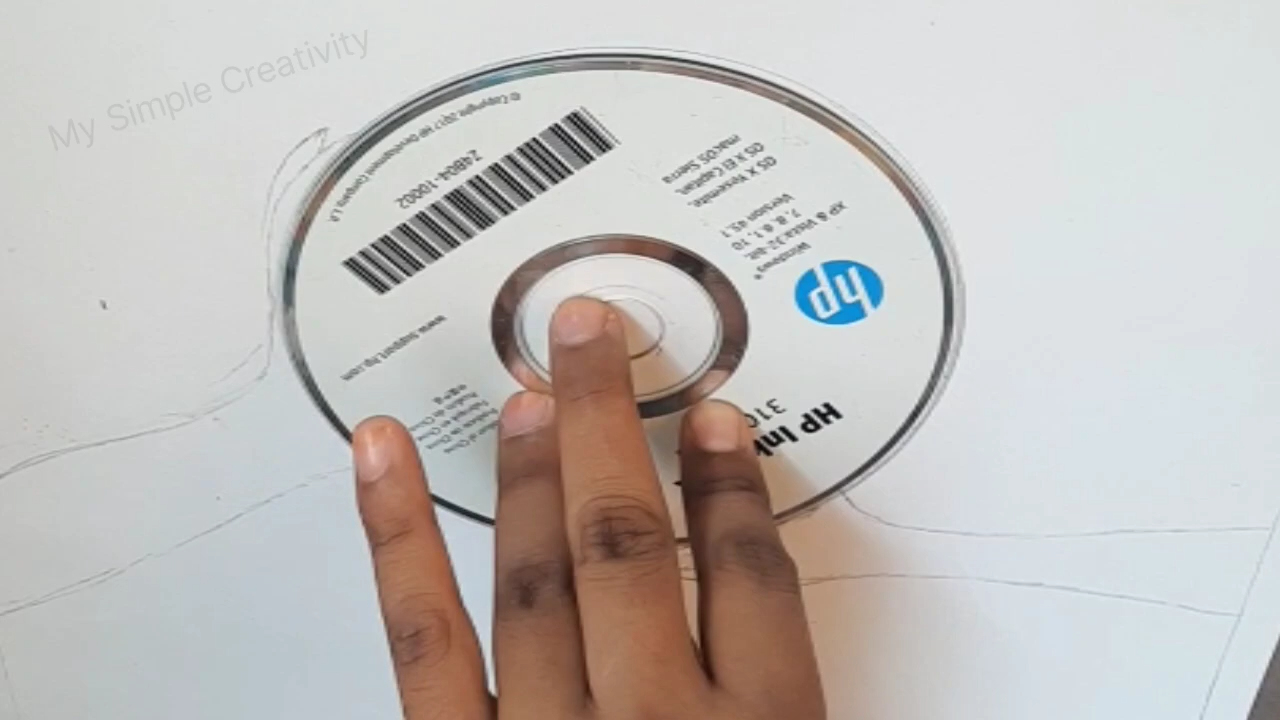 My Simple Creativity
© Copyright 2017 HP Development Company, L.P.
Z4B04-10002
www.support.hp.com
hp
Windows®
XP & Vista 32-bit,
7, 8, 8.1, 10
Version 45.1
OS X Yosemite,
OS X El Capitan,
macOS Sierra
HP Ink
310